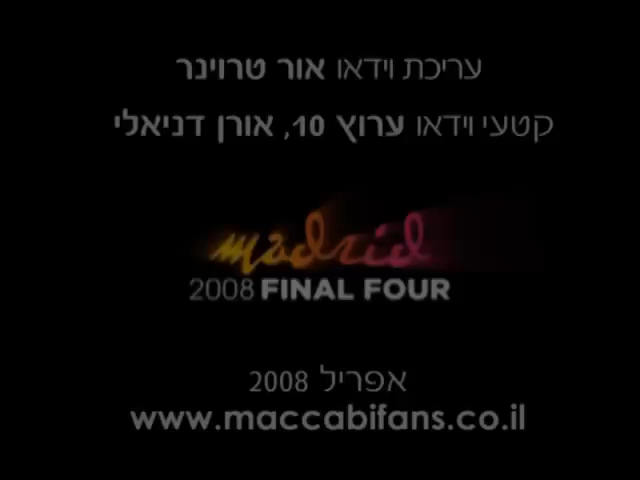 עריכת וידאו אור טרוינר
קטעי וידאו ערוץ 10, אורן דניאלי
madrid
2008 FINAL FOUR
אפריל 2008
www.maccabifans.co.il